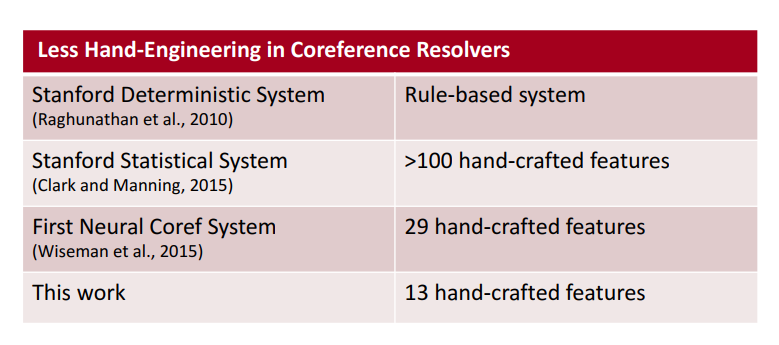 Less Hand-Engineering in Coreference Resolvers
Stanford Deterministic System
(Raghunathan et al., 2010)
Rule-based system
Stanford Statistical System
(Clark and Manning, 2015)
>100 hand-crafted features
First Neural Coref System
(Wiseman et al., 2015)
29 hand-crafted features
This work
13 hand-crafted features